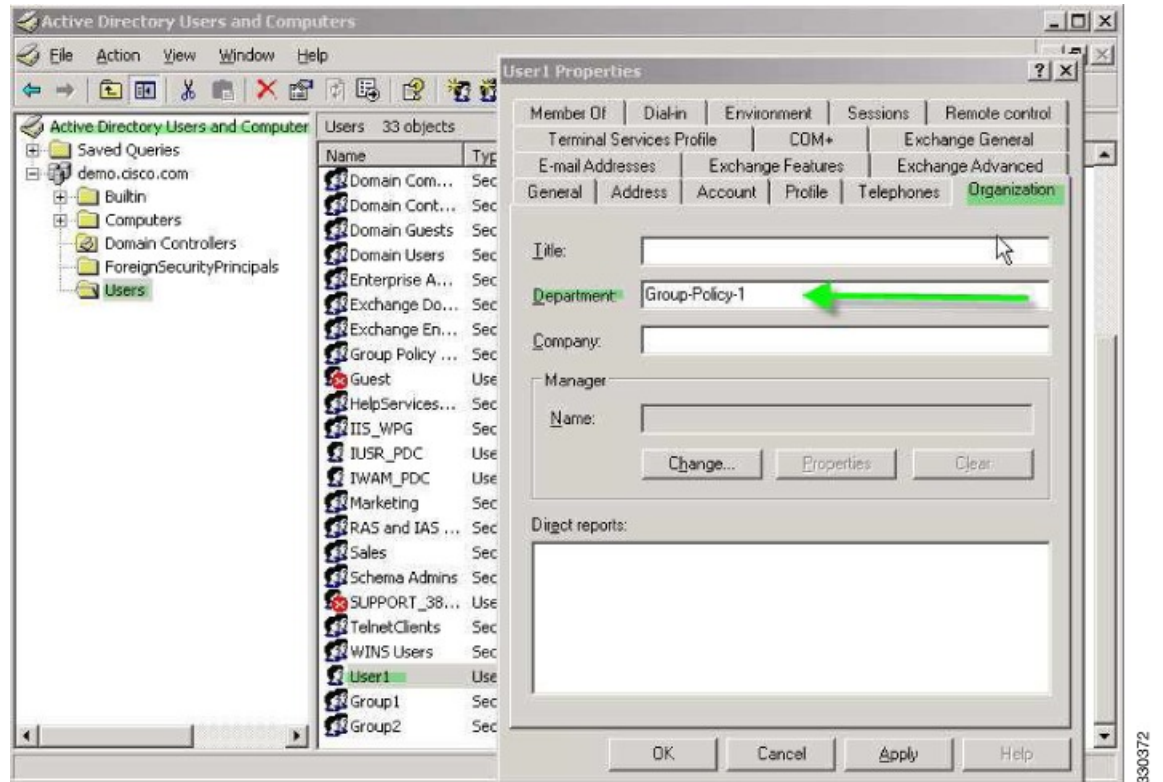 Active Directory Users and Computers
File Action View Window Help
Active Directory Users and Computer
Saved Queries
demo.cisco.com
Builtin
Computers
Domain Controllers
ForeignSecurityPrincipals
Users
Users 33 objects
Name Typ
Domain Com... Sec
Domain Cont... Sec
Domain Guests Sec
Domain Users Sec
Enterprise A... Sec
Exchange Do... Sec
Exchange En... Sec
Group Policy ... Sec
Guest Use
HelpServices... Sec
IIS_WPG Sec
IUSR_PDC Use
IWAM_PDC Use
Marketing Sec
RAS and IAS ... Sec
Sales Sec
Schema Admins Sec
SUPPORT_38... Use
TelnetClients Sec
WINS Users Sec
User1 Use
Group1 Sec
Group2 Sec
User1 Properties
Member Of Dial-in Environment Sessions Remote control
Terminal Services Profile COM+ Exchange General
E-mail Addresses Exchange Features Exchange Advanced
General Address Account Profile Telephones Organization
Title:
Department: Group-Policy-1
Company:
Manager
Name:
Change... Properties Clear
Direct reports:
OK Cancel Apply Help
330372